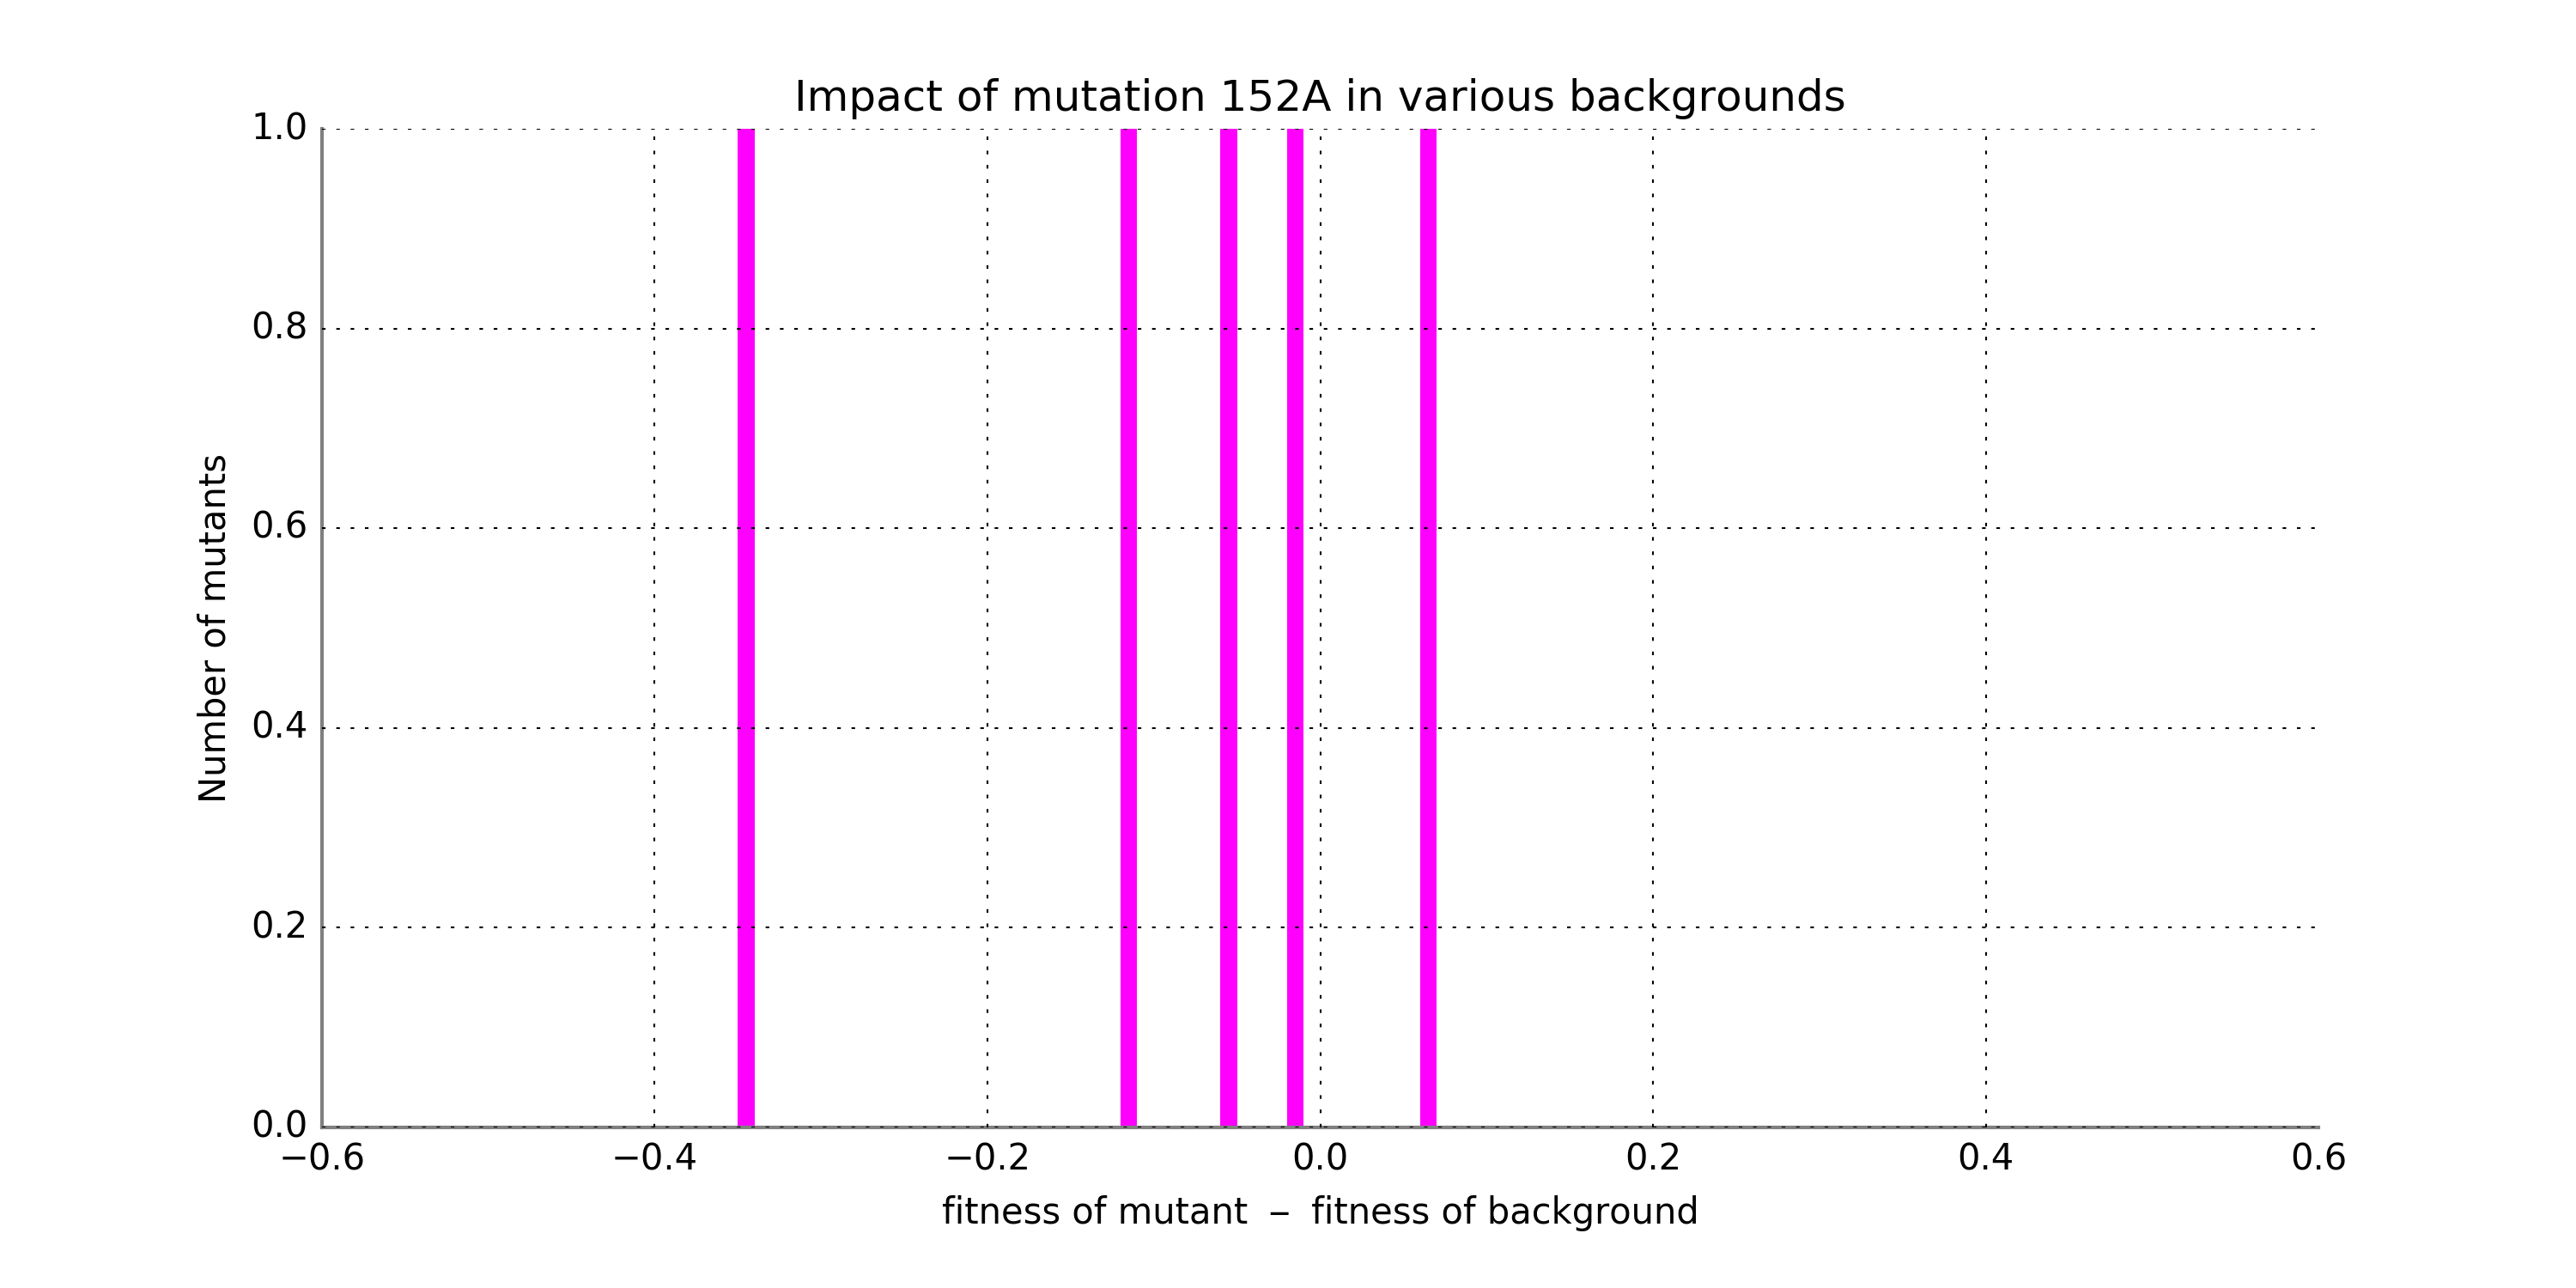 Impact of mutation 152A in various backgrounds
1.0
0.8
0.6
0.4
0.2
0.0
Number of mutants
−0.6 −0.4 −0.2 0.0 0.2 0.4 0.6
fitness of mutant − fitness of background